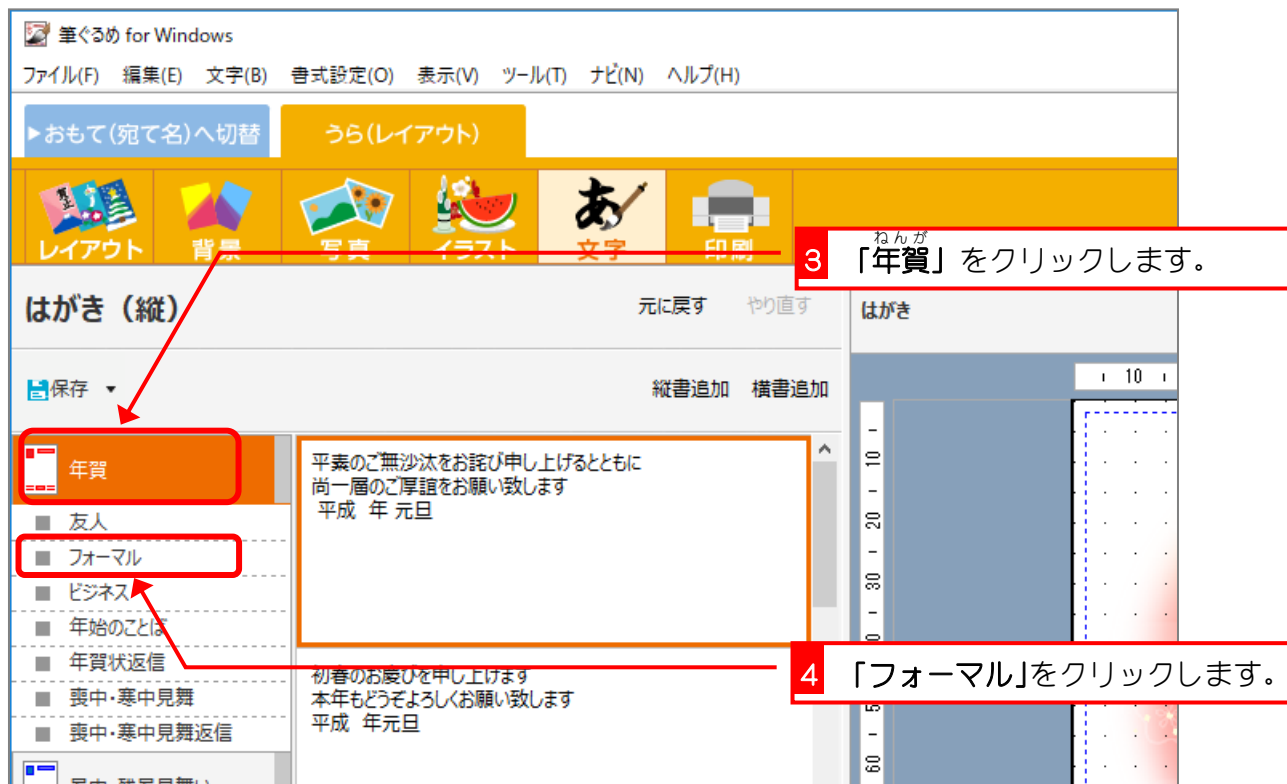 筆ぐるめ for Windows
ファイル(F) 編集(E) 文字(B) 書式設定(O) 表示(V) ツール(T) ナビ(N) ヘルプ(H)
▶おもて(宛て名)へ切替 うら(レイアウト)
レイアウト 背景 写真 イラスト 文字 印刷
ねんが
3 「年賀」をクリックします。
はがき（縦） 元に戻す やり直す はがき
保存 ▼ 縦書追加 横書追加
10
年賀
友人
フォーマル
ビジネス
年始のことば
年賀状返信
喪中・寒中見舞
喪中・寒中見舞返信
平素のご無沙汰をお詫び申し上げるとともに
尚一層のご厚誼をお願い致します
平成 年 元旦
初春のお慶びを申し上げます
本年もどうぞよろしくお願い致します
平成 年元旦
10
20
30
60
4 「フォーマル」をクリックします。